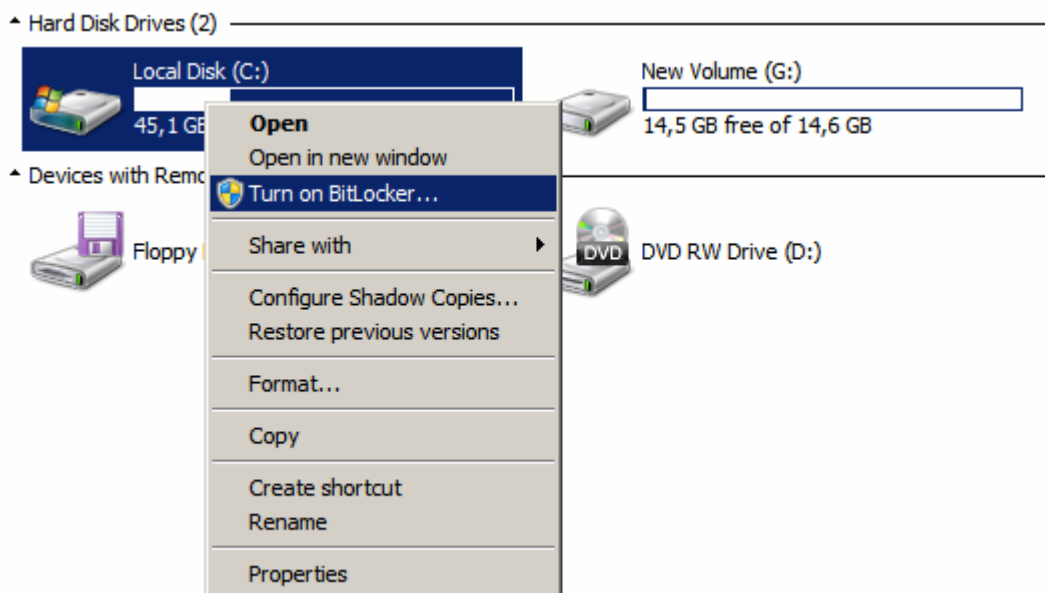 Hard Disk Drives (2)
Local Disk (C:)
45,1 GB
New Volume (G:)
14,5 GB free of 14,6 GB
Devices with Remo
Floppy
DVD
DVD RW Drive (D:)
Open
Open in new window
Turn on BitLocker...
Share with
Configure Shadow Copies...
Restore previous versions
Format...
Copy
Create shortcut
Rename
Properties